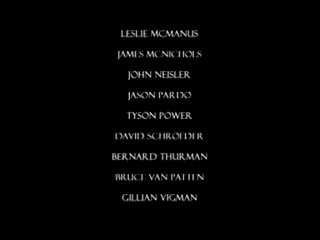 LESLIE MCMANUS
JAMES MCNICHOLS
JOHN NEISLER
JASON PARDO
TYSON POWER
DAVID SCHROEDER
BERNARD THURMAN
BRUCE VAN PATTEN
GILLIAN VIGMAN